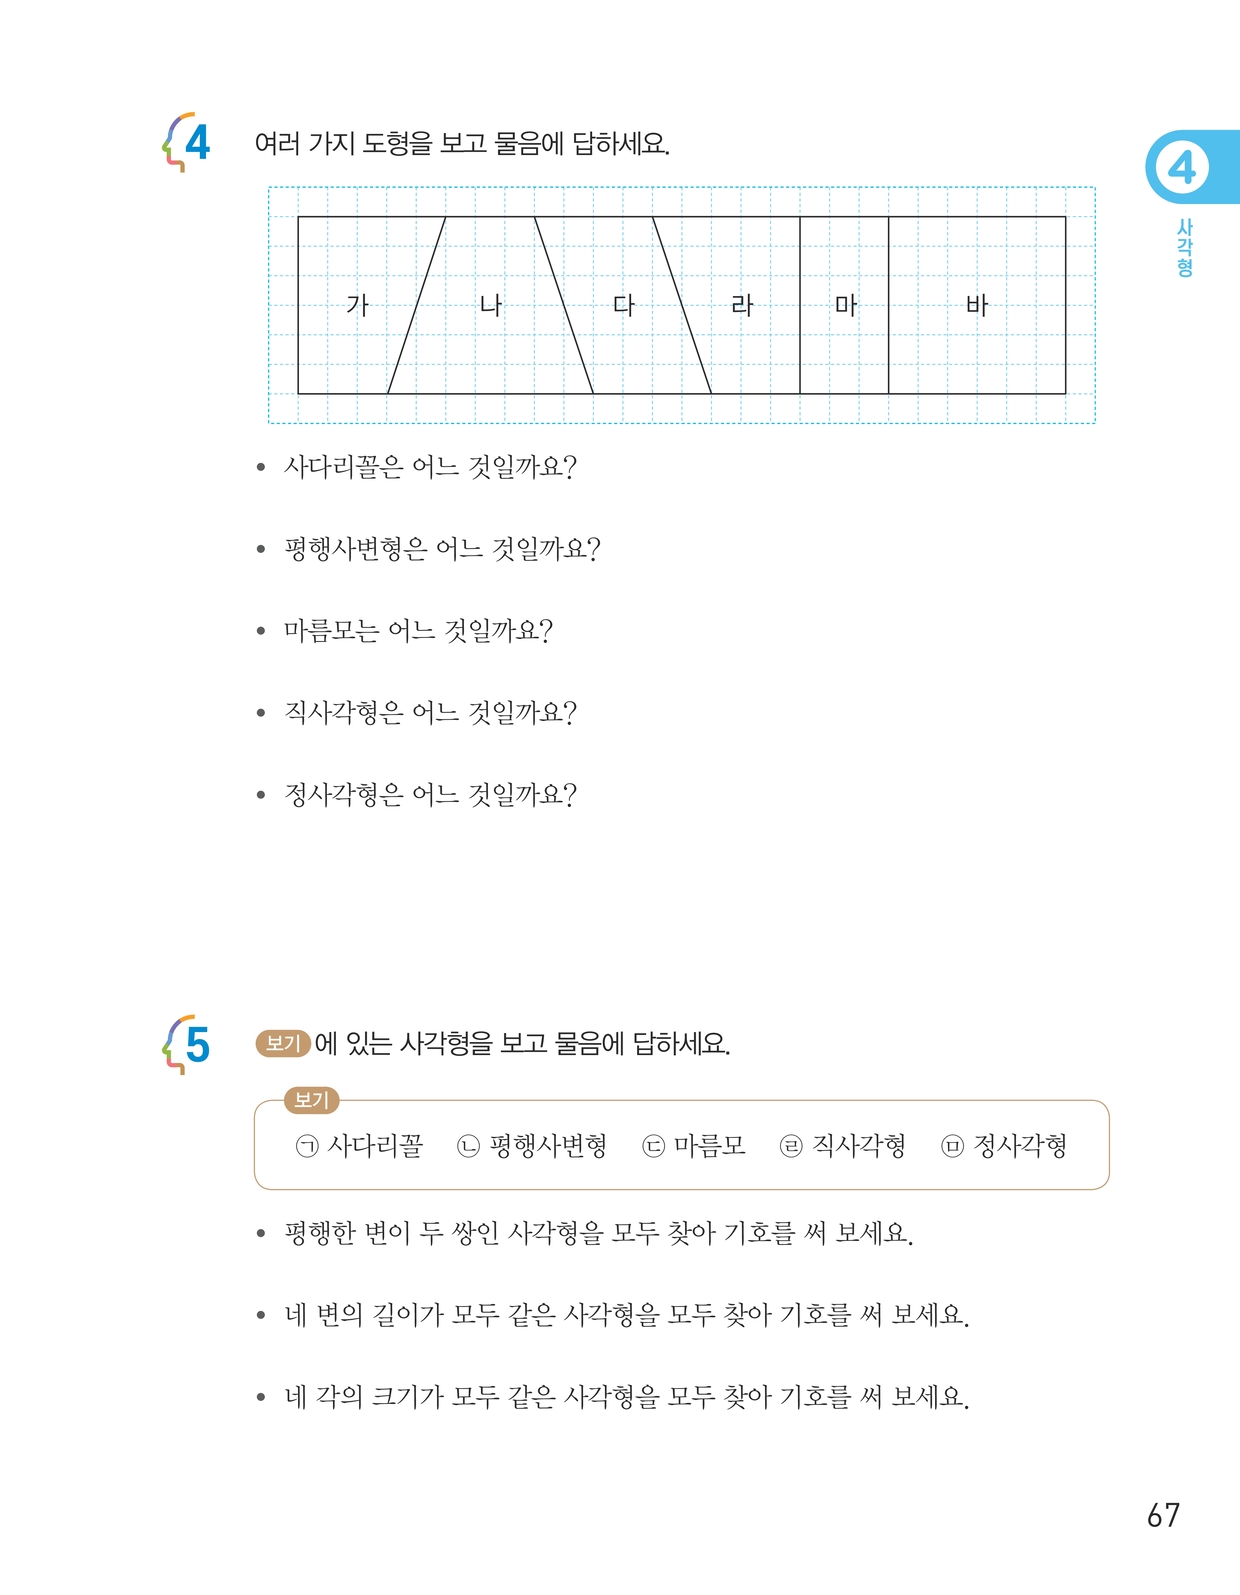 4 여러 가지 도형을 보고 물음에 답하세요.
4
사각형
가 나 다 라 마 바
• 사다리꼴은 어느 것일까요?
• 평행사변형은 어느 것일까요?
• 마름모는 어느 것일까요?
• 직사각형은 어느 것일까요?
• 정사각형은 어느 것일까요?
5 보기 에 있는 사각형을 보고 물음에 답하세요.
보기
㉠ 사다리꼴 ㉡ 평행사변형 ㉢ 마름모 ㉣ 직사각형 ㉤ 정사각형
• 평행한 변이 두 쌍인 사각형을 모두 찾아 기호를 써 보세요.
• 네 변의 길이가 모두 같은 사각형을 모두 찾아 기호를 써 보세요.
• 네 각의 크기가 모두 같은 사각형을 모두 찾아 기호를 써 보세요.
67